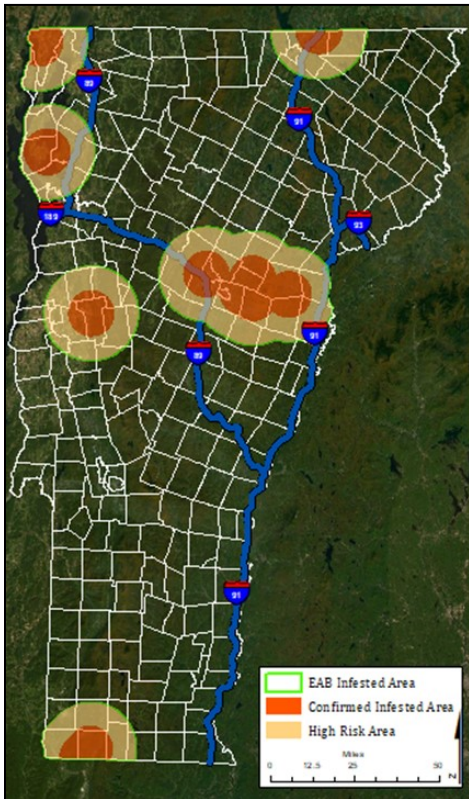 89
91
189
93
91
89
91
EAB Infested Area
Confirmed Infested Area
High Risk Area
Miles
0 12.5 25 50
N